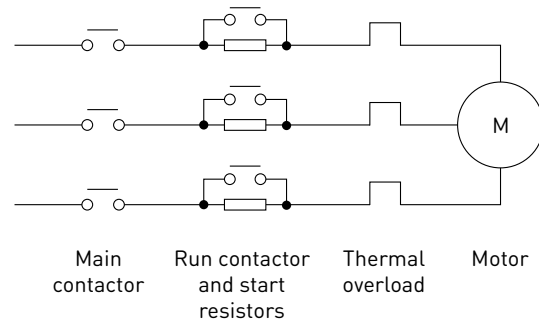 M
Main
contactor
Run contactor
and start
resistors
Thermal
overload
Motor